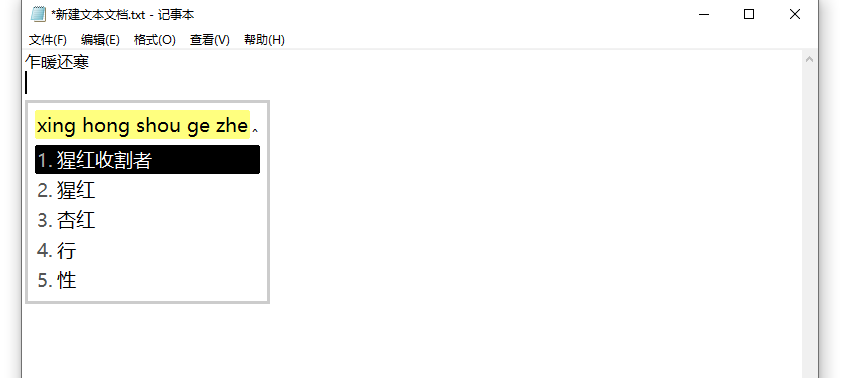 *新建文本文档.txt - 记事本
文件(F) 编辑(E) 格式(O) 查看(V) 帮助(H)
乍暖还寒
xing hong shou ge zhe
1. 猩红收割者
2. 猩红
3. 杏红
4. 行
5. 性